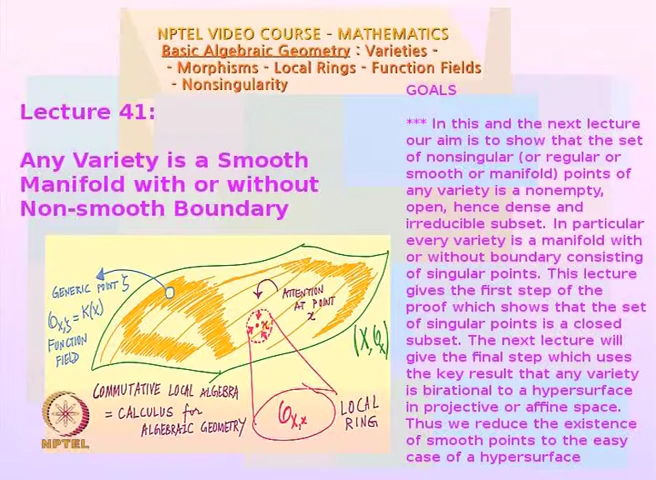 NPTEL VIDEO COURSE - MATHEMATICS
Basic Algebraic Geometry : Varieties -
- Morphisms - Local Rings - Function Fields
- Nonsingularity
Lecture 41:
Any Variety is a Smooth
Manifold with or without
Non-smooth Boundary
GOALS
*** In this and the next lecture
our aim is to show that the set
of nonsingular (or regular or
smooth or manifold) points of
any variety is a nonempty,
open, hence dense and
irreducible subset. In particular
every variety is a manifold with
or without boundary consisting
of singular points. This lecture
gives the first step of the
proof which shows that the set
of singular points is a closed
subset. The next lecture will
give the final step which uses
the key result that any variety
is birational to a hypersurface
in projective or affine space.
Thus we reduce the existence
of smooth points to the easy
case of a hypersurface
GENERIC POINT ξ
O_{X,ξ} = K(X)
FUNCTION
FIELD
ATTENTION
AT POINT
x
x
(X, O_X)
COMMUTATIVE LOCAL ALGEBRA
= CALCULUS for
ALGEBRAIC GEOMETRY
O_{X,x}
LOCAL
RING
NPTEL